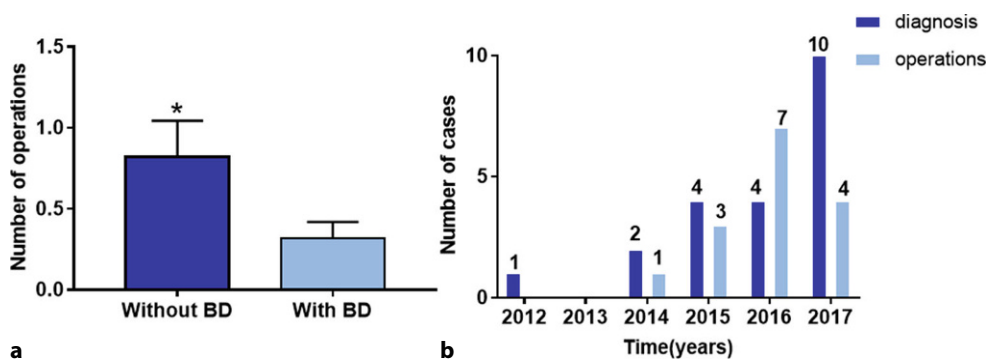 Number of operations
1.5
1.0
0.5
0.0
*
Without BD
With BD
a
diagnosis
operations
Number of cases
10
5
0
1
2
1
4
3
4
7
10
4
2012 2013 2014 2015 2016 2017
Time(years)
b